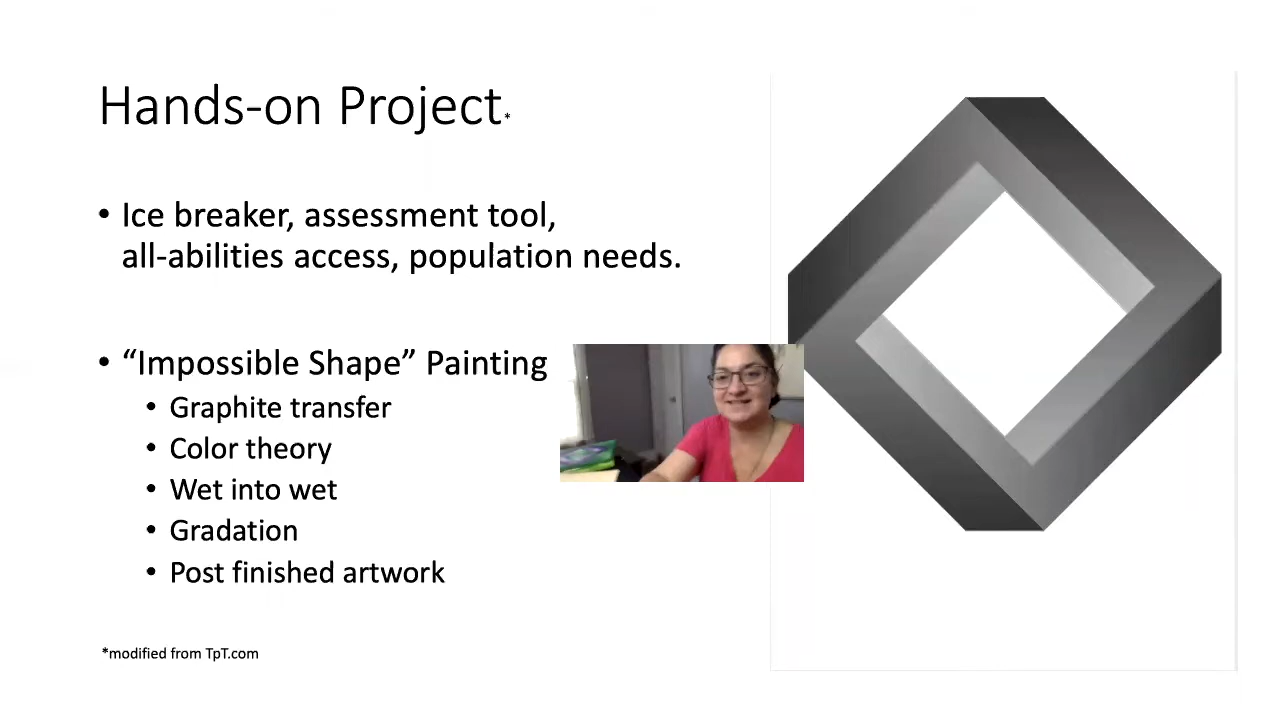 Hands-on Project*
• Ice breaker, assessment tool,
all-abilities access, population needs.
• “Impossible Shape” Painting
• Graphite transfer
• Color theory
• Wet into wet
• Gradation
• Post finished artwork
*modified from TpT.com